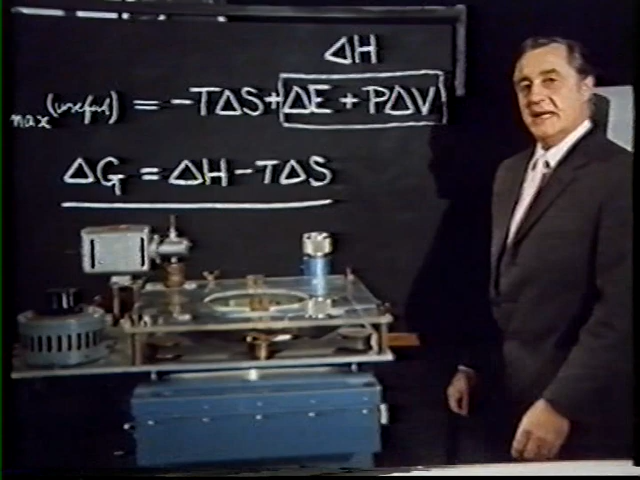 ΔH
max (useful) = -TΔS + ΔE + PΔV
ΔG = ΔH - TΔS